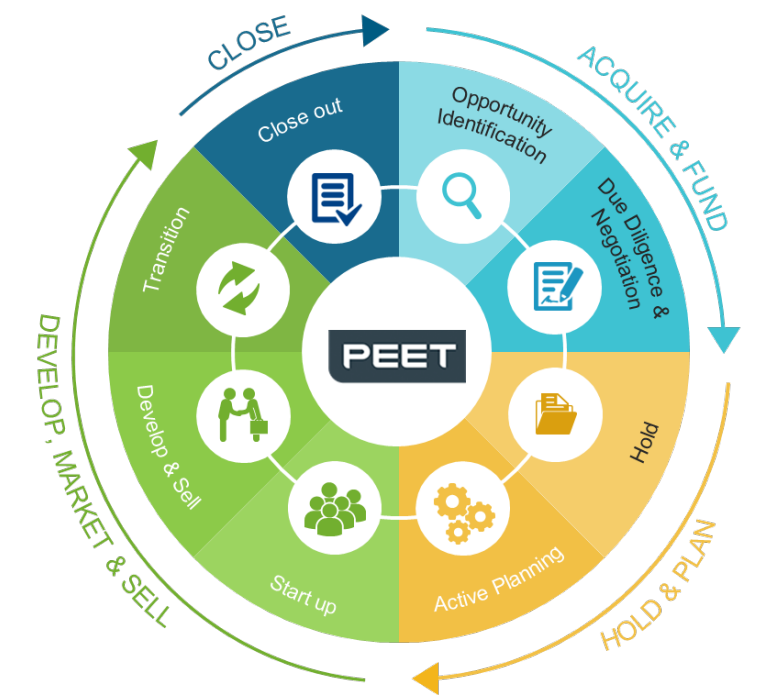 CLOSE
ACQUIRE & FUND
Close out
Opportunity
Identification
Due Diligence &
Negotiation
Transition
PEET
Develop & Sell
Hold
Start up
Active Planning
DEVELOP, MARKET & SELL
HOLD & PLAN